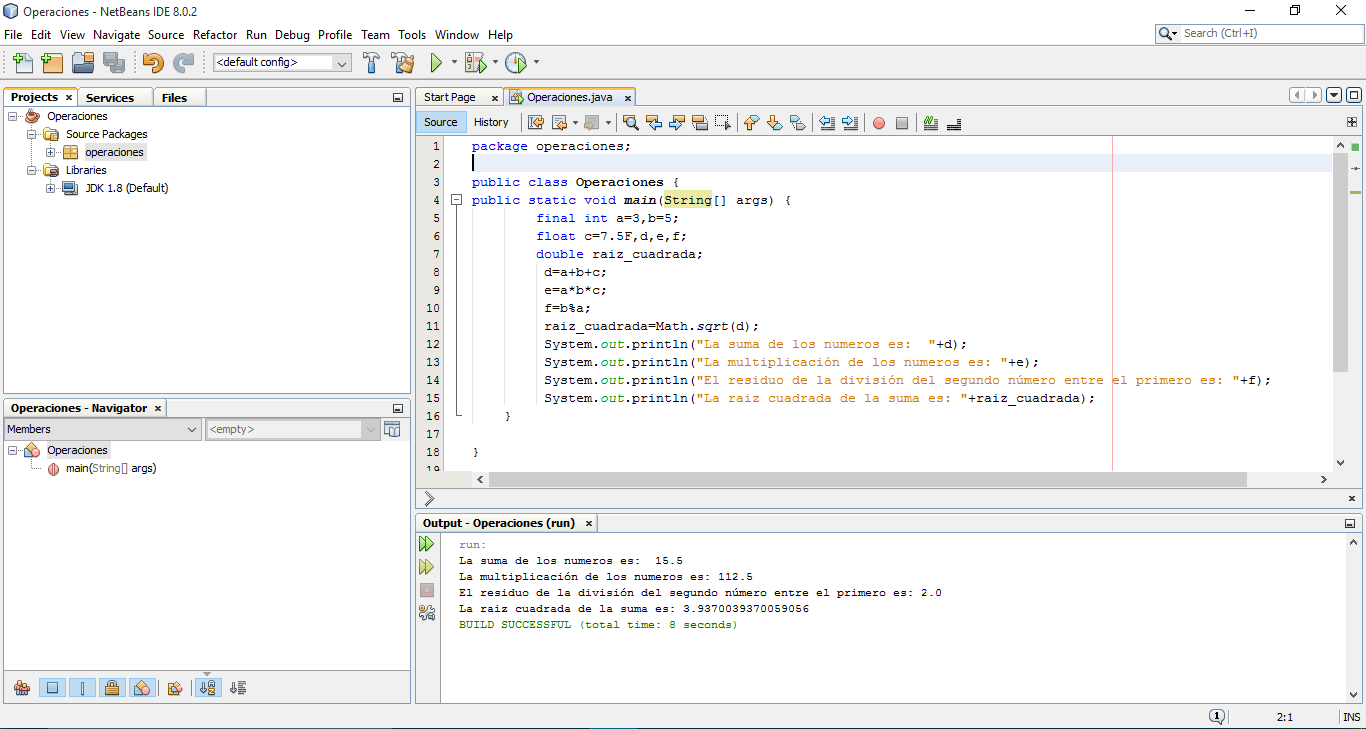 Operaciones - NetBeans IDE 8.0.2
File Edit View Navigate Source Refactor Run Debug Profile Team Tools Window Help
Search (Ctrl+I)
<default config>
Projects × Services Files
Operaciones
Source Packages
operaciones
Libraries
JDK 1.8 (Default)
Start Page × Operaciones.java ×
Source History
1 package operaciones;
2
3 public class Operaciones {
4 public static void main(String[] args) {
5 final int a=3,b=5;
6 float c=7.5F,d,e,f;
7 double raiz_cuadrada;
8 d=a+b+c;
9 e=a*b*c;
10 f=b%a;
11 raiz_cuadrada=Math.sqrt(d);
12 System.out.println("La suma de los numeros es:  "+d);
13 System.out.println("La multiplicación de los numeros es: "+e);
14 System.out.println("El residuo de la división del segundo número entre el primero es: "+f);
15 System.out.println("La raiz cuadrada de la suma es: "+raiz_cuadrada);
16 }
17
18 }
19
Operaciones - Navigator ×
Members <empty>
Operaciones
main(String[] args)
Output - Operaciones (run) ×
run:
La suma de los numeros es:  15.5
La multiplicación de los numeros es: 112.5
El residuo de la división del segundo número entre el primero es: 2.0
La raiz cuadrada de la suma es: 3.9370039370059056
BUILD SUCCESSFUL (total time: 8 seconds)
1 2:1 INS